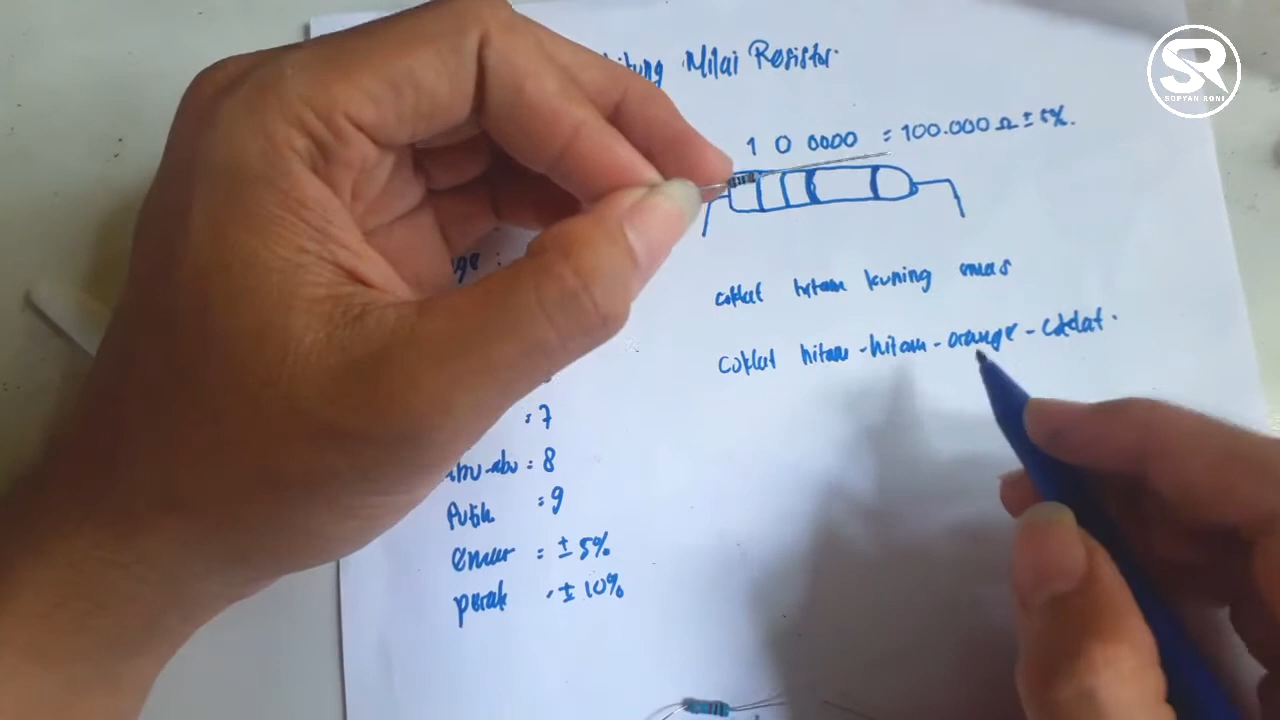 Nilai Resistor.
1 0 0000 = 100.000 Ω ± 5%.
coklat hitam kuning emas
coklat hitam - hitam - orange - coklat.
= 7
abu-abu = 8
Putih = 9
emas = ± 5%
perak = ± 10%
SR
SOPYAN RONI